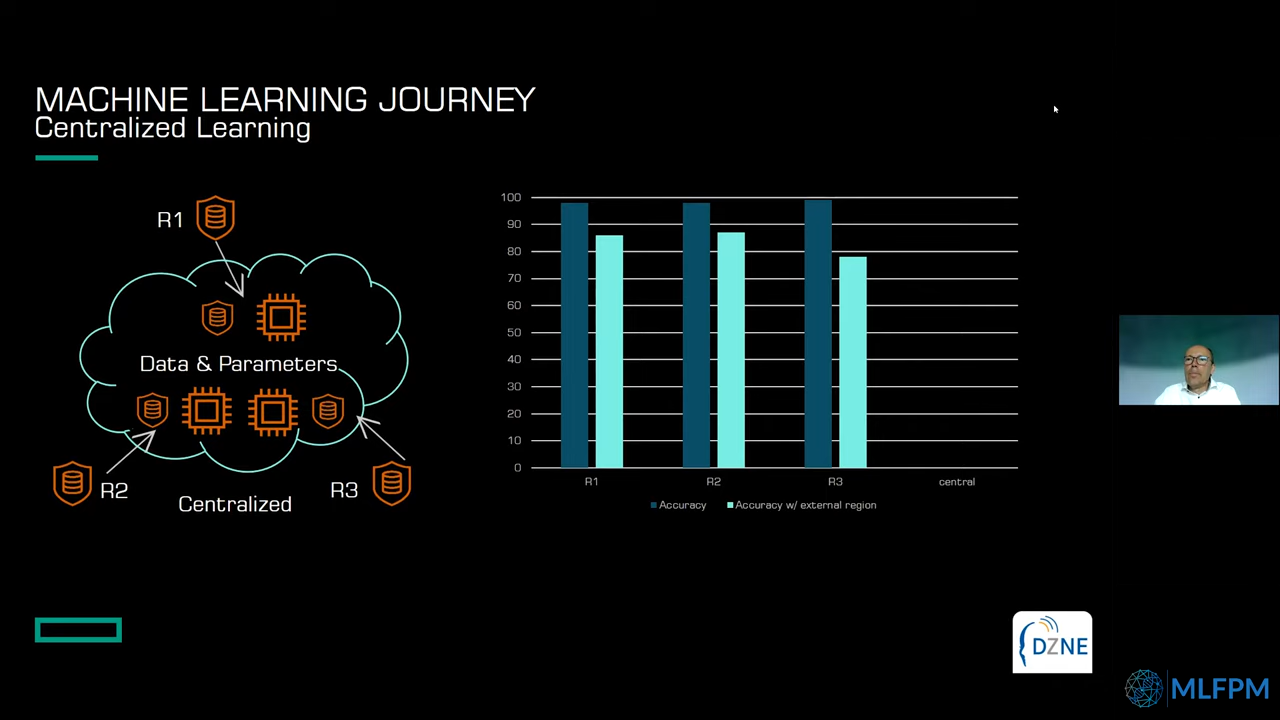 MACHINE LEARNING JOURNEY
Centralized Learning
R1
Data & Parameters
R2
R3
Centralized
100
90
80
70
60
50
40
30
20
10
0
R1 R2 R3 central
Accuracy Accuracy w/ external region
DZNE
MLFPM